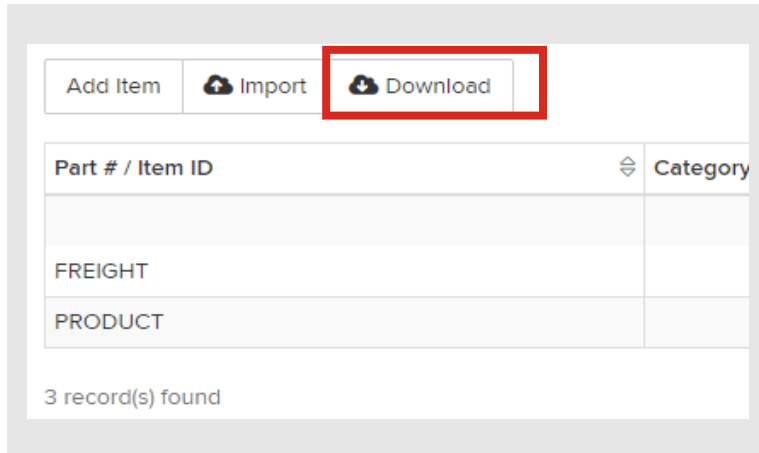 Add Item Import Download
Part # / Item ID Category
FREIGHT
PRODUCT
3 record(s) found